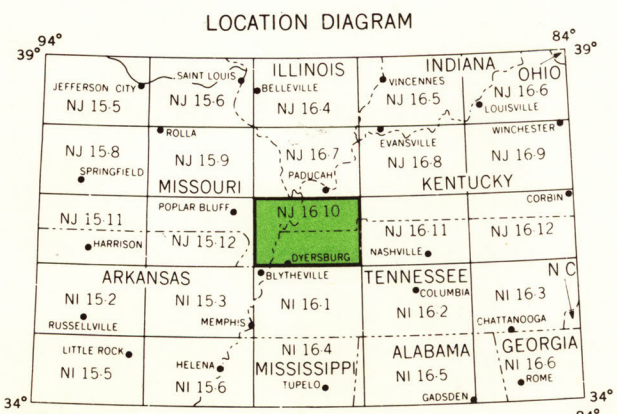 LOCATION DIAGRAM
94°
84°
39°
39°
ILLINOIS
INDIANA
OHIO
SAINT LOUIS
JEFFERSON CITY
BELLEVILLE
VINCENNES
NJ 15·5
NJ 15·6
NJ 16·4
NJ 16·5
NJ 16·6
LOUISVILLE
ROLLA
EVANSVILLE
WINCHESTER
NJ 15·8
NJ 15·9
NJ 16·7
NJ 16·8
NJ 16·9
SPRINGFIELD
PADUCAH
MISSOURI
KENTUCKY
CORBIN
POPLAR BLUFF
NJ 16·10
NJ 15·11
NJ 15·12
NJ 16·11
NJ 16·12
HARRISON
NASHVILLE
DYERSBURG
ARKANSAS
BLYTHEVILLE
TENNESSEE
N C
NI 15·2
NI 15·3
NI 16·1
COLUMBIA
NI 16·2
NI 16·3
RUSSELLVILLE
MEMPHIS
CHATTANOOGA
NI 16·4
ALABAMA
GEORGIA
LITTLE ROCK
HELENA
MISSISSIPPI
NI 15·5
NI 15·6
TUPELO
NI 16·5
NI 16·6
ROME
GADSDEN
34°
34°